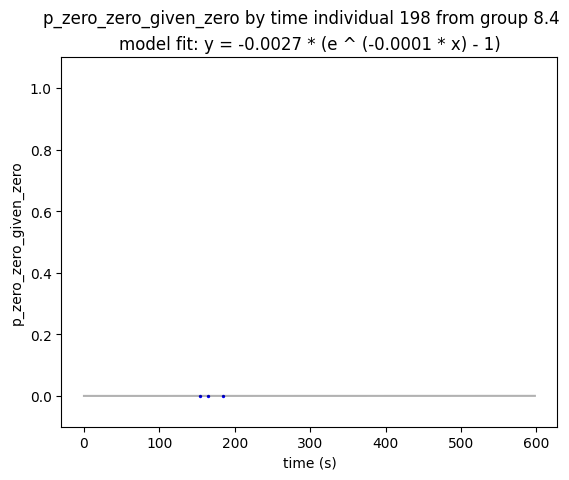 p_zero_zero_given_zero by time individual 198 from group 8.4
model fit: y = -0.0027 * (e ^ (-0.0001 * x) - 1)
1.0
0.8
0.6
0.4
0.2
0.0
p_zero_zero_given_zero
0 100 200 300 400 500 600
time (s)